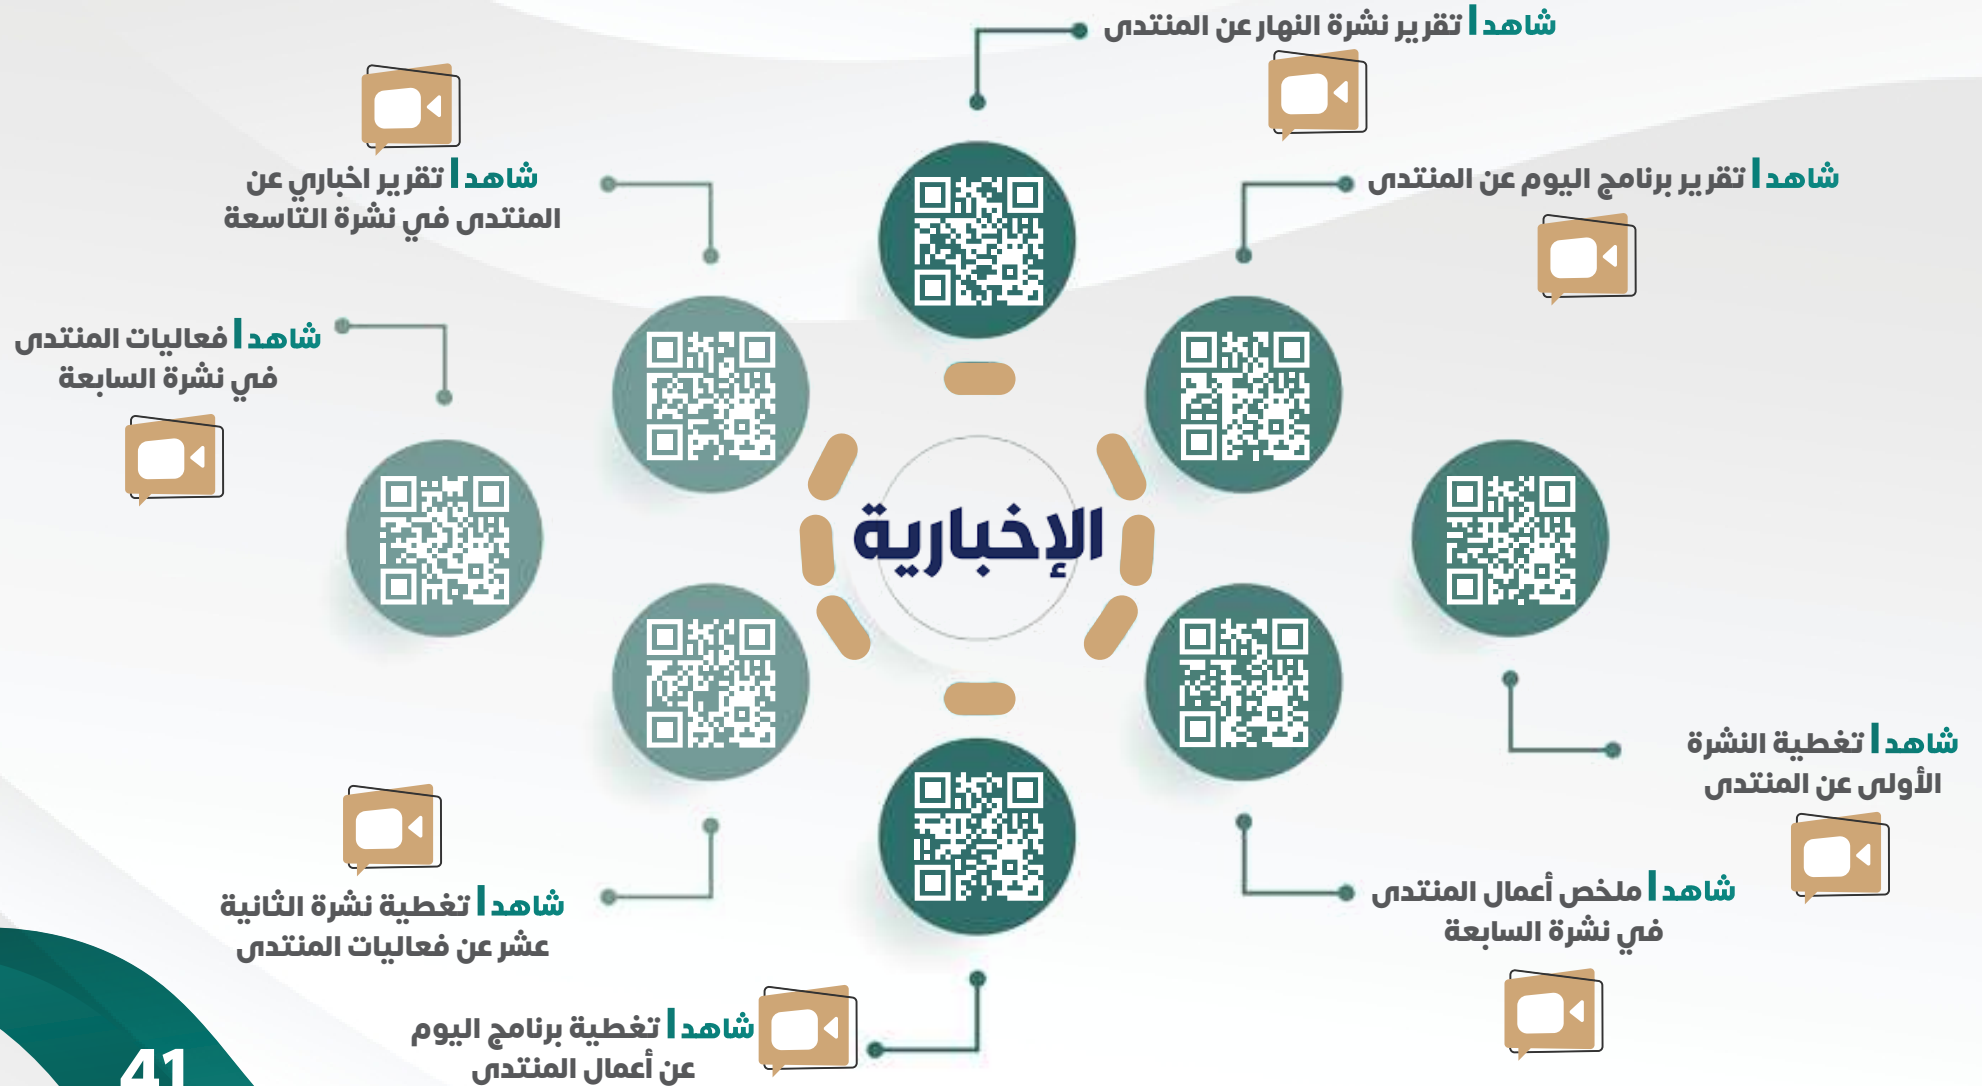 شاهد| تقرير نشرة النهار عن المنتدى
شاهد| تقرير برنامج اليوم عن المنتدى
شاهد| تقرير اخباري عن
المنتدى في نشرة التاسعة
شاهد| فعاليات المنتدى
في نشرة السابعة
الإخبارية
شاهد| تغطية النشرة
الأولى عن المنتدى
شاهد| ملخص أعمال المنتدى
في نشرة السابعة
شاهد| تغطية نشرة الثانية
عشر عن فعاليات المنتدى
شاهد| تغطية برنامج اليوم
عن أعمال المنتدى
41